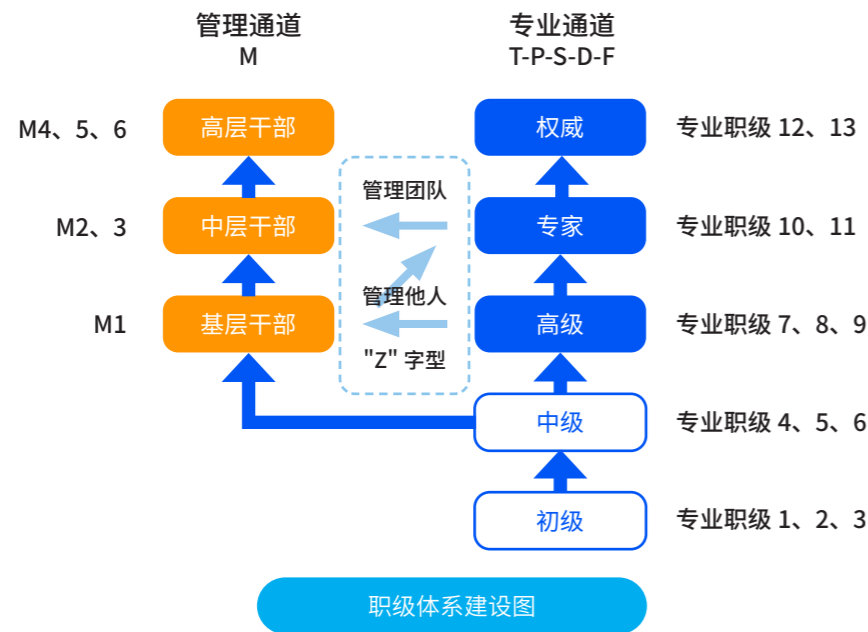 管理通道
M
专业通道
T-P-S-D-F
M4、5、6
高层干部
权威
专业职级 12、13
管理团队
M2、3
中层干部
专家
专业职级 10、11
管理他人
M1
基层干部
高级
专业职级 7、8、9
"Z" 字型
中级
专业职级 4、5、6
初级
专业职级 1、2、3
职级体系建设图